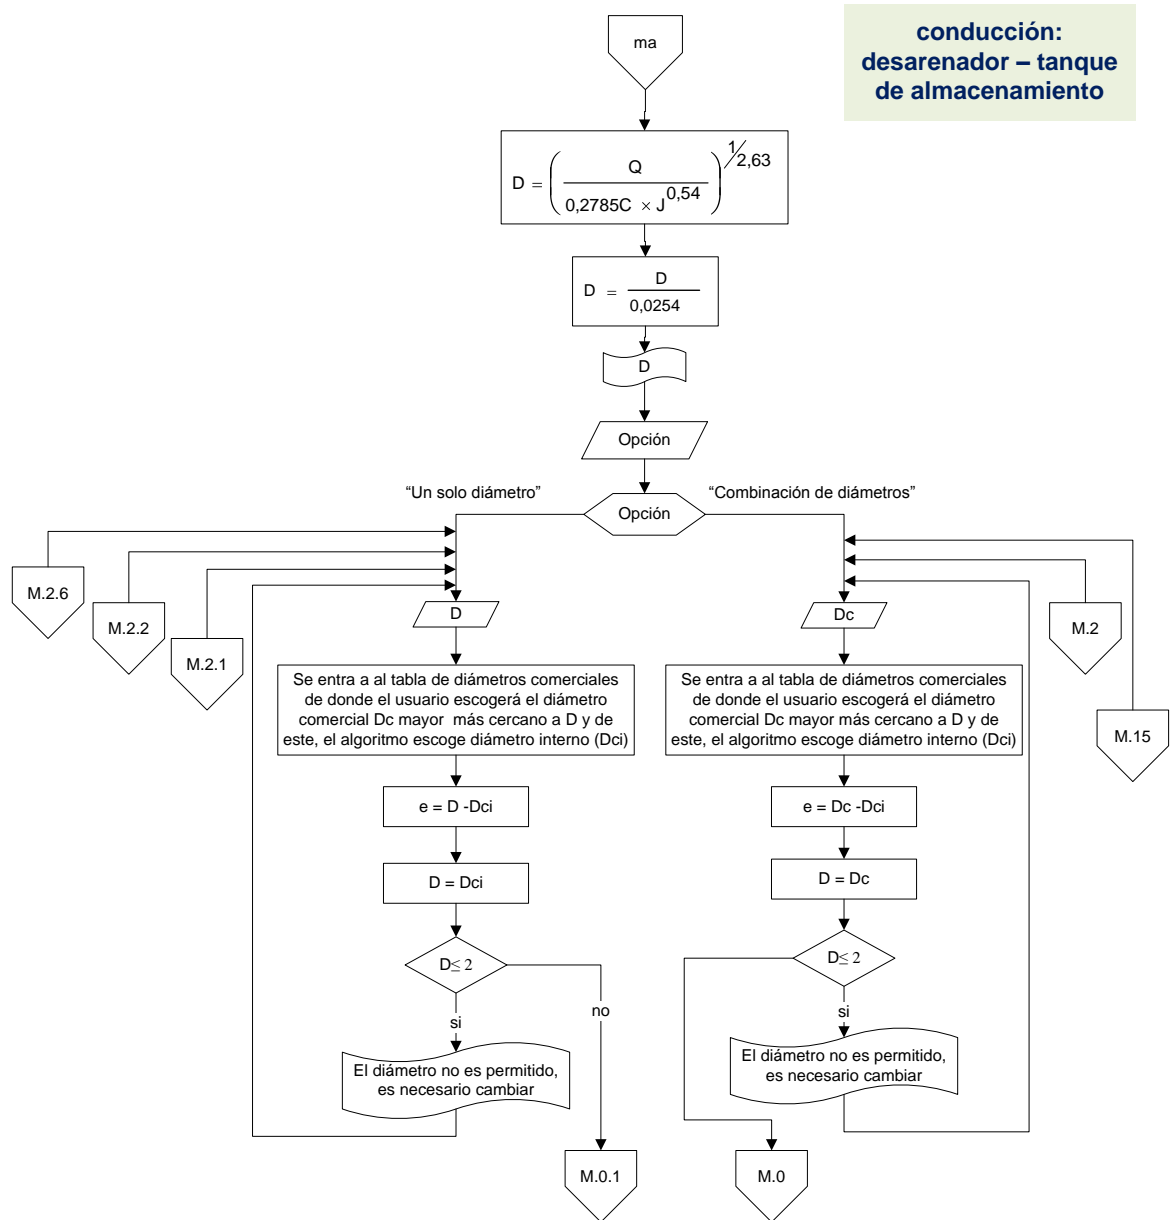 ma
conducción:
desarenador – tanque
de almacenamiento
D = ( Q / 0,2785C × J^0,54 )^1/2,63
D = D / 0,0254
D
Opción
"Un solo diámetro"
Opción
"Combinación de diámetros"
M.2.6
M.2.2
M.2.1
D
Dc
M.2
M.15
Se entra a al tabla de diámetros comerciales
de donde el usuario escogerá el diámetro
comercial Dc mayor más cercano a D y de
este, el algoritmo escoge diámetro interno (Dci)
Se entra a al tabla de diámetros comerciales
de donde el usuario escogerá el diámetro
comercial Dc mayor más cercano a D y de
este, el algoritmo escoge diámetro interno (Dci)
e = D -Dci
e = Dc -Dci
D = Dci
D = Dc
D≤ 2
D≤ 2
si
no
si
El diámetro no es permitido,
es necesario cambiar
El diámetro no es permitido,
es necesario cambiar
M.0.1
M.0